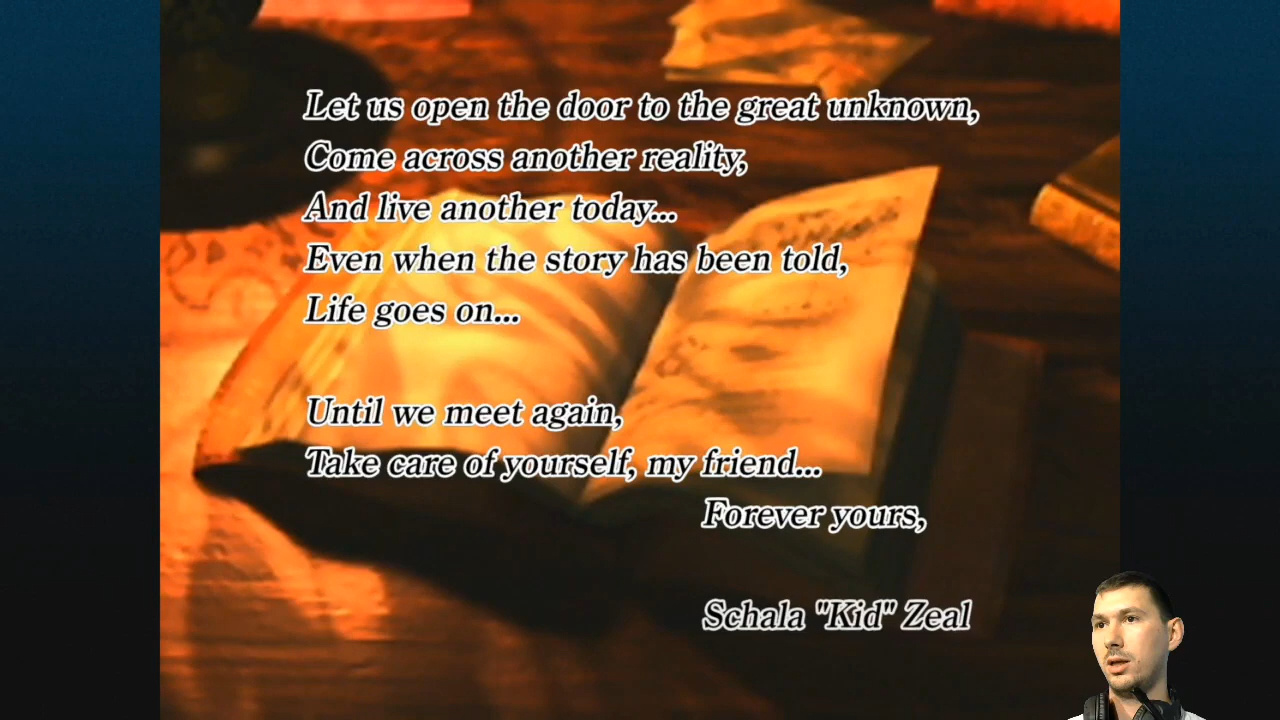 Let us open the door to the great unknown,
Come across another reality,
And live another today...
Even when the story has been told,
Life goes on...
Until we meet again,
Take care of yourself, my friend...
Forever yours,
Schala "Kid" Zeal